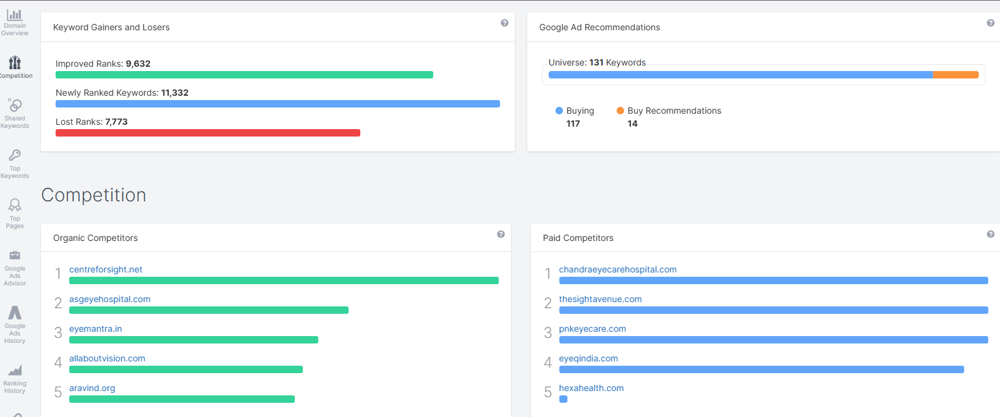 Domain
Overview
Competition
Shared
Keywords
Top
Keywords
Top
Pages
Google
Ads
Advisor
Google
Ads
History
Ranking
History
Keyword Gainers and Losers
?
Improved Ranks: 9,632
Newly Ranked Keywords: 11,332
Lost Ranks: 7,773
Google Ad Recommendations
?
Universe: 131 Keywords
Buying
117
Buy Recommendations
14
Competition
Organic Competitors
?
1 centreforsight.net
2 asgeyehospital.com
3 eyemantra.in
4 allaboutvision.com
5 aravind.org
Paid Competitors
?
1 chandraeyecarehospital.com
2 thesightavenue.com
3 pnkeyecare.com
4 eyeqindia.com
5 hexahealth.com